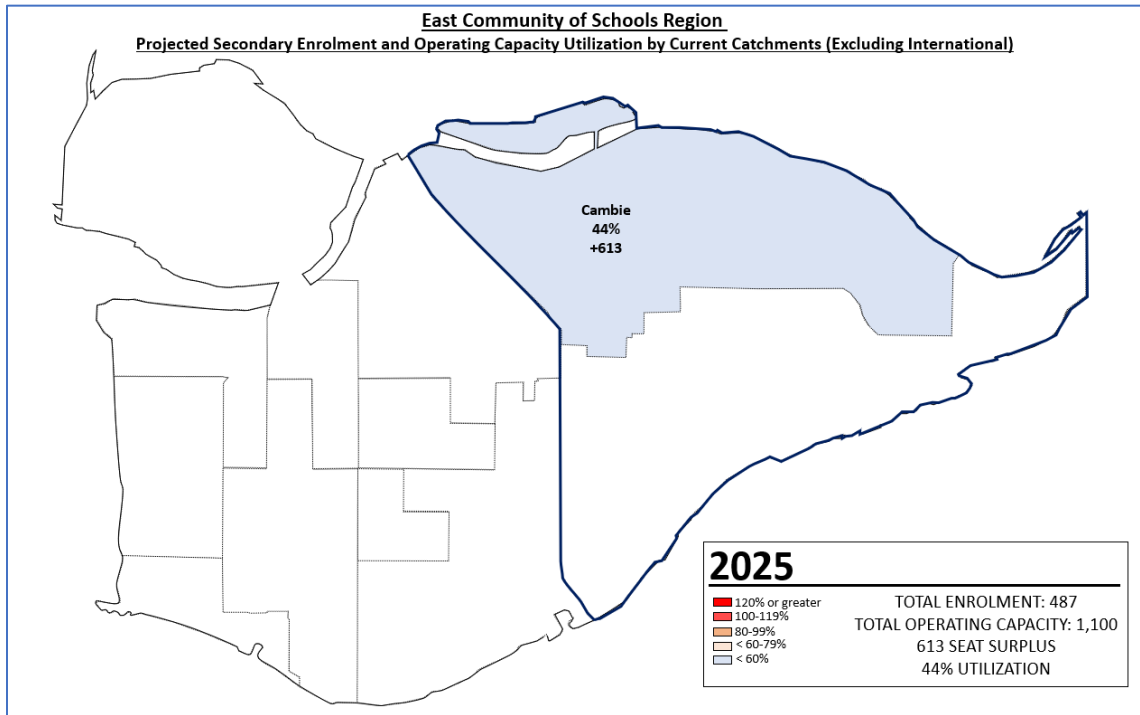 East Community of Schools Region
Projected Secondary Enrolment and Operating Capacity Utilization by Current Catchments (Excluding International)
Cambie
44%
+613
2025
120% or greater
100-119%
80-99%
< 60-79%
< 60%
TOTAL ENROLMENT: 487
TOTAL OPERATING CAPACITY: 1,100
613 SEAT SURPLUS
44% UTILIZATION